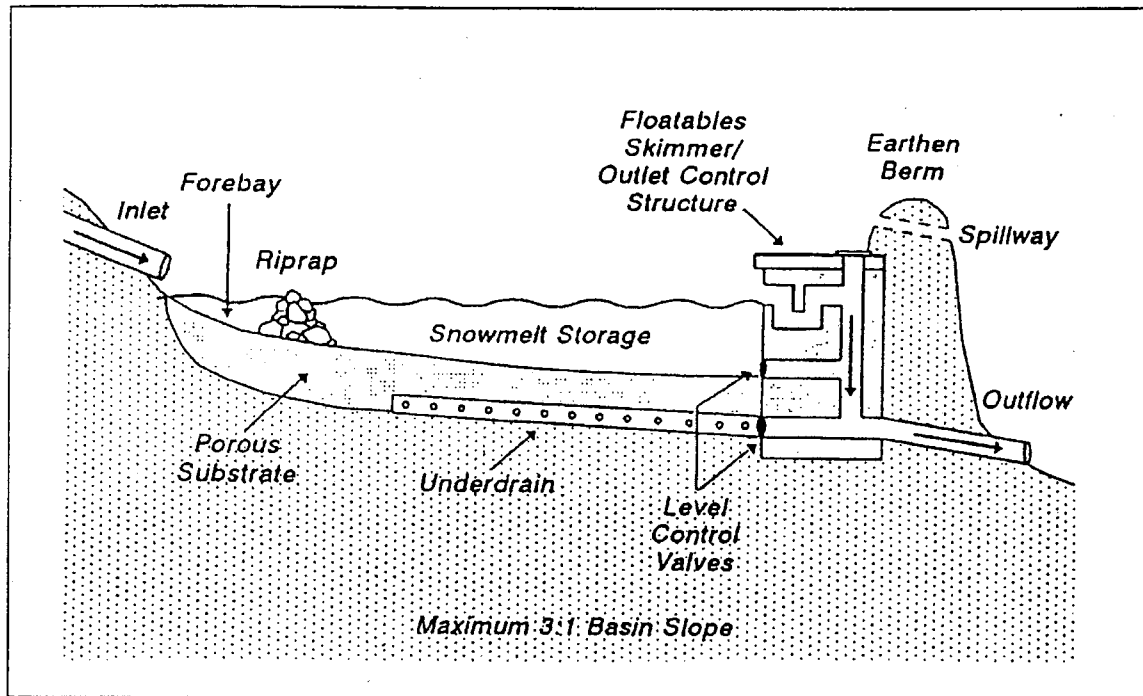 Floatables
Skimmer/
Outlet Control
Structure
Earthen
Berm
Forebay
Inlet
Spillway
Riprap
Snowmelt Storage
Outflow
Porous
Substrate
Underdrain
Level
Control
Valves
Maximum 3:1 Basin Slope